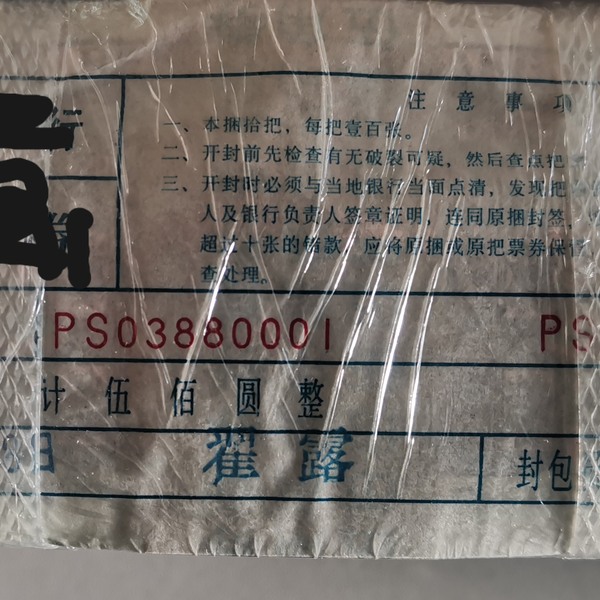 行
注意事项
一、本捆拾把，每把壹百张。
二、开封前先检查有无破裂可疑，然后查点把
三、开封时必须与当地银行当面点清，发现把
人及银行负责人签章证明，连同原捆封签，
超过十张的错款，应将原捆或原把票券保留
查处理。
PS03880001 PS
计伍佰圆整
8日 翟露 封包